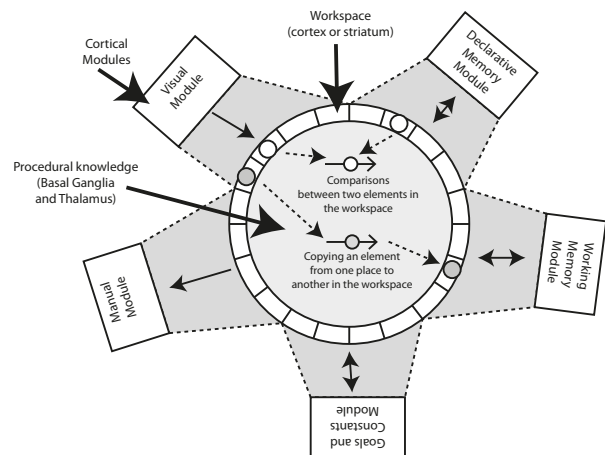 Workspace
(cortex or striatum)
Cortical
Modules
Visual
Module
Declarative
Memory
Module
Procedural knowledge
(Basal Ganglia
and Thalamus)
Comparisons
between two elements in
the workspace
Copying an element
from one place to
another in the workspace
Working
Memory
Module
Manual
Module
Goals and
Constants
Module